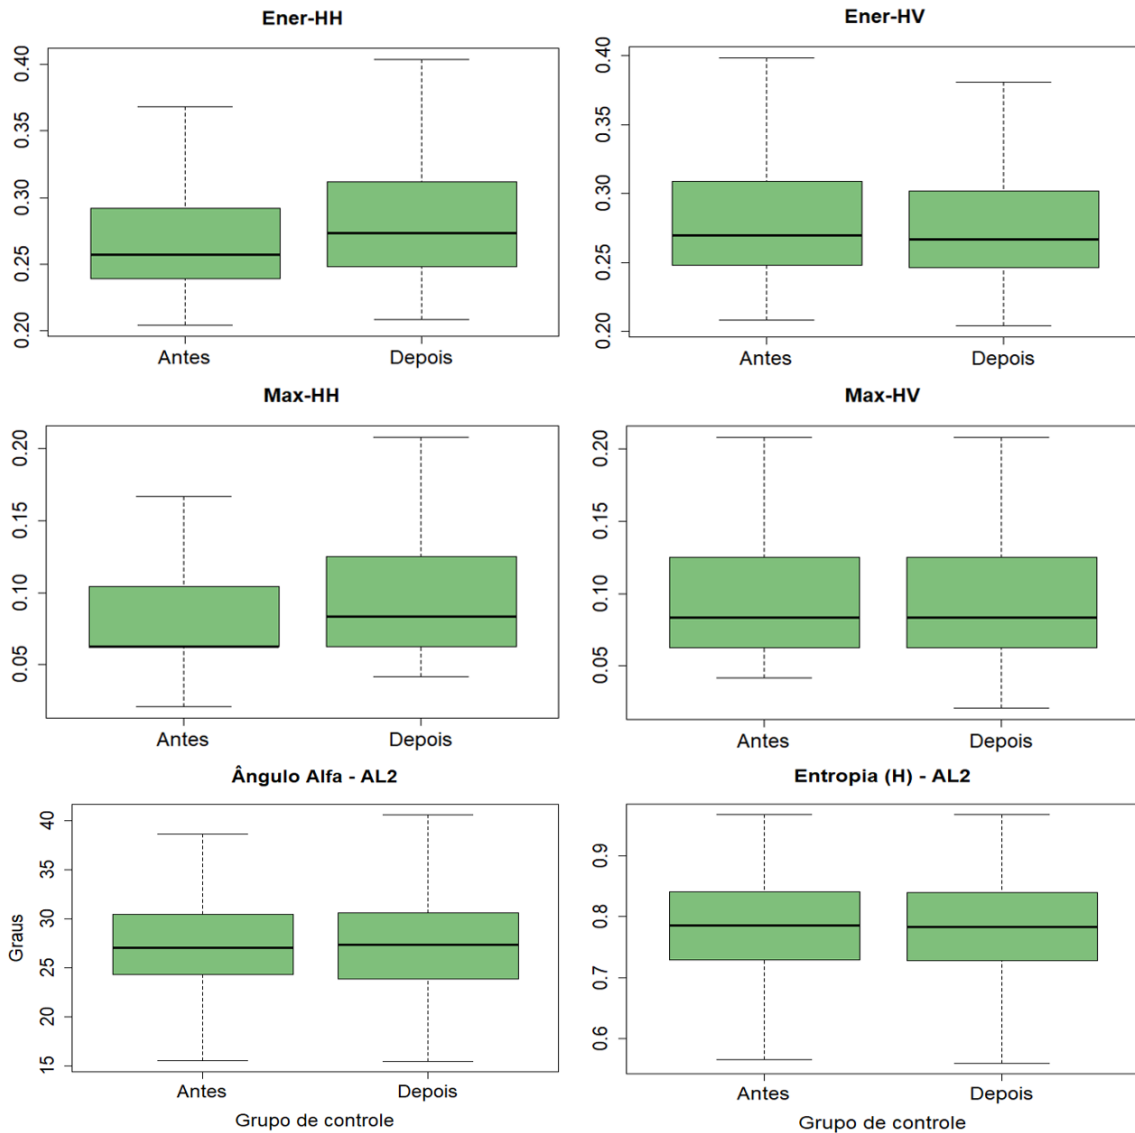 Ener-HH
0.40
0.35
0.30
0.25
0.20
Antes Depois
Ener-HV
0.40
0.35
0.30
0.25
0.20
Antes Depois
Max-HH
0.20
0.15
0.10
0.05
Antes Depois
Max-HV
0.20
0.15
0.10
0.05
Antes Depois
Ângulo Alfa - AL2
Graus
40
35
30
25
20
15
Antes Depois
Grupo de controle
Entropia (H) - AL2
0.9
0.8
0.7
0.6
Antes Depois
Grupo de controle